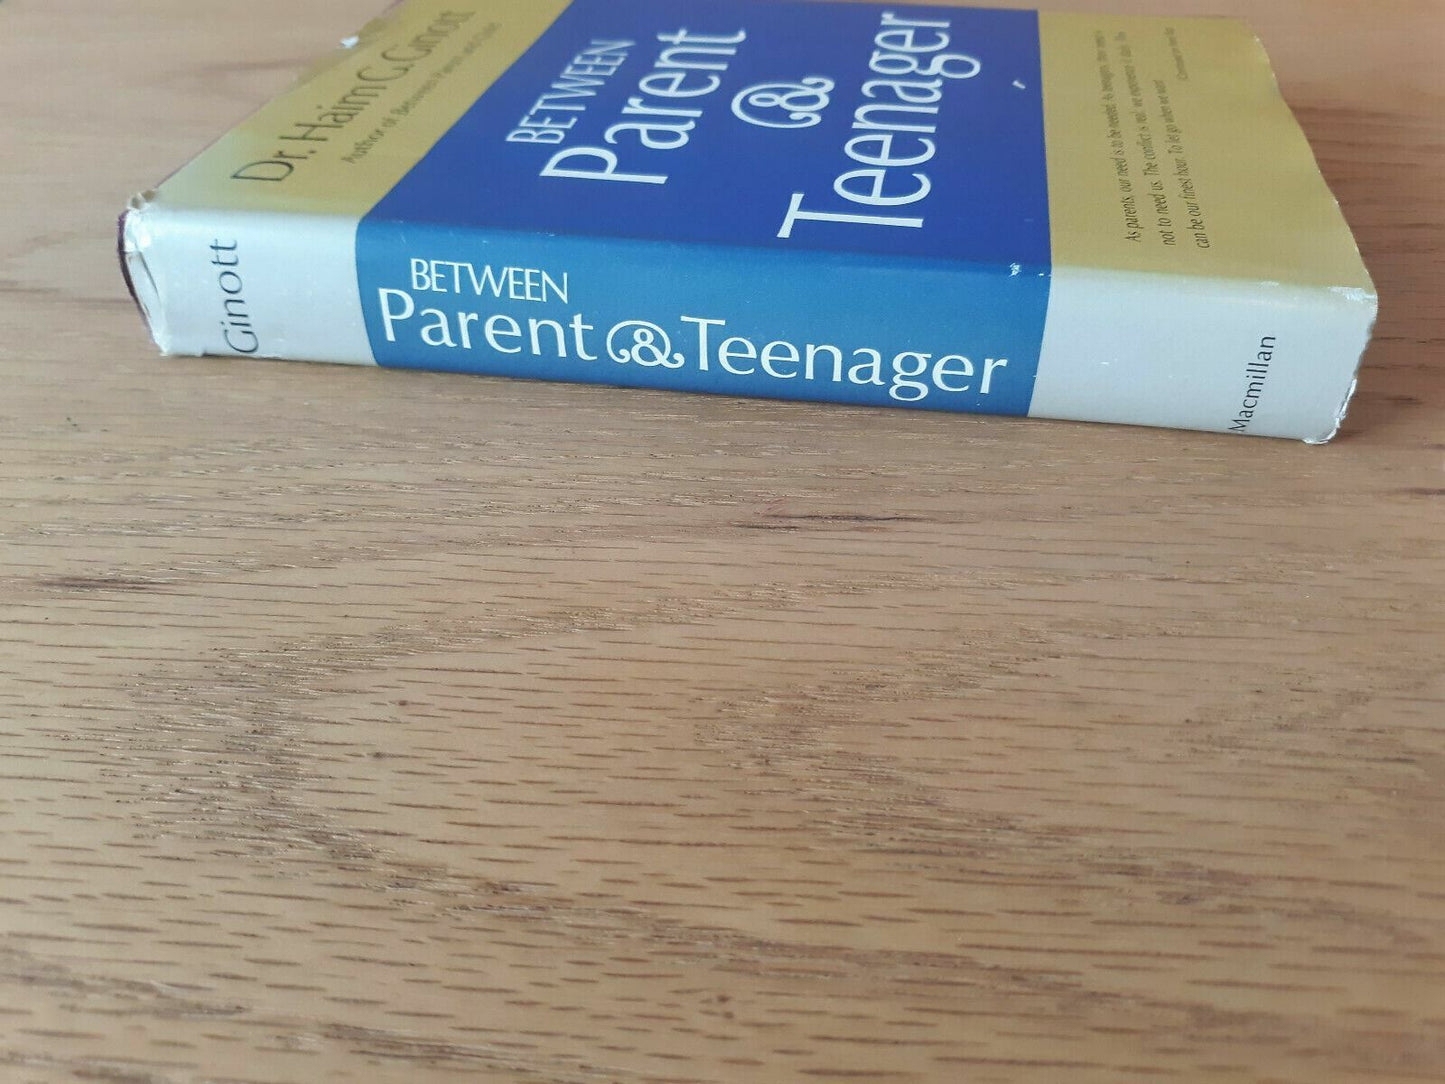 Dr. Haim G. Ginott
Author of Between Parent and Child
BETWEEN
Parent
&
Teenager
As parents, our need is to be needed. As teenagers, their need is
not to need us. The conflict is real; we experience it daily. This
can be our finest hour. To let go when we want
Ginott
BETWEEN
Parent & Teenager
Macmillan